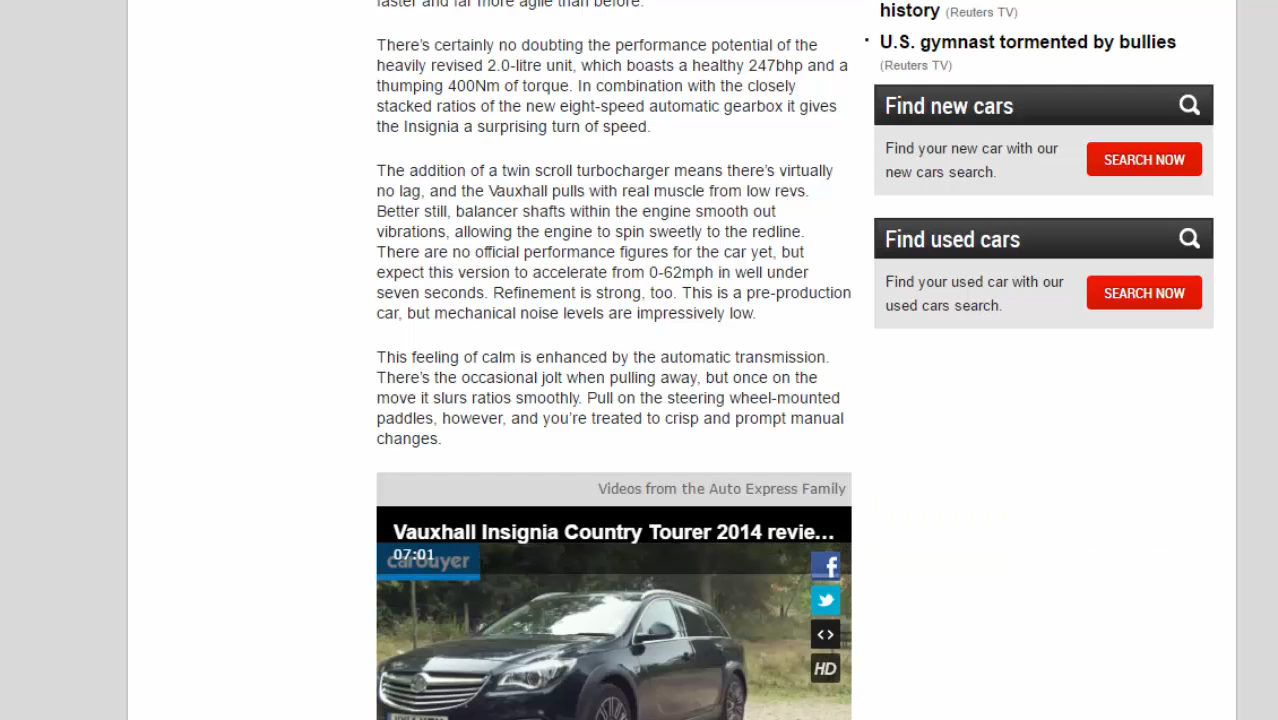 faster and far more agile than before.
There's certainly no doubting the performance potential of the
heavily revised 2.0-litre unit, which boasts a healthy 247bhp and a
thumping 400Nm of torque. In combination with the closely
stacked ratios of the new eight-speed automatic gearbox it gives
the Insignia a surprising turn of speed.
The addition of a twin scroll turbocharger means there's virtually
no lag, and the Vauxhall pulls with real muscle from low revs.
Better still, balancer shafts within the engine smooth out
vibrations, allowing the engine to spin sweetly to the redline.
There are no official performance figures for the car yet, but
expect this version to accelerate from 0-62mph in well under
seven seconds. Refinement is strong, too. This is a pre-production
car, but mechanical noise levels are impressively low.
This feeling of calm is enhanced by the automatic transmission.
There's the occasional jolt when pulling away, but once on the
move it slurs ratios smoothly. Pull on the steering wheel-mounted
paddles, however, and you're treated to crisp and prompt manual
changes.
Videos from the Auto Express Family
Vauxhall Insignia Country Tourer 2014 revie...
07:01
carbuyer
f
<>
HD
history (Reuters TV)
· U.S. gymnast tormented by bullies
(Reuters TV)
Find new cars
Find your new car with our
new cars search.
SEARCH NOW
Find used cars
Find your used car with our
used cars search.
SEARCH NOW